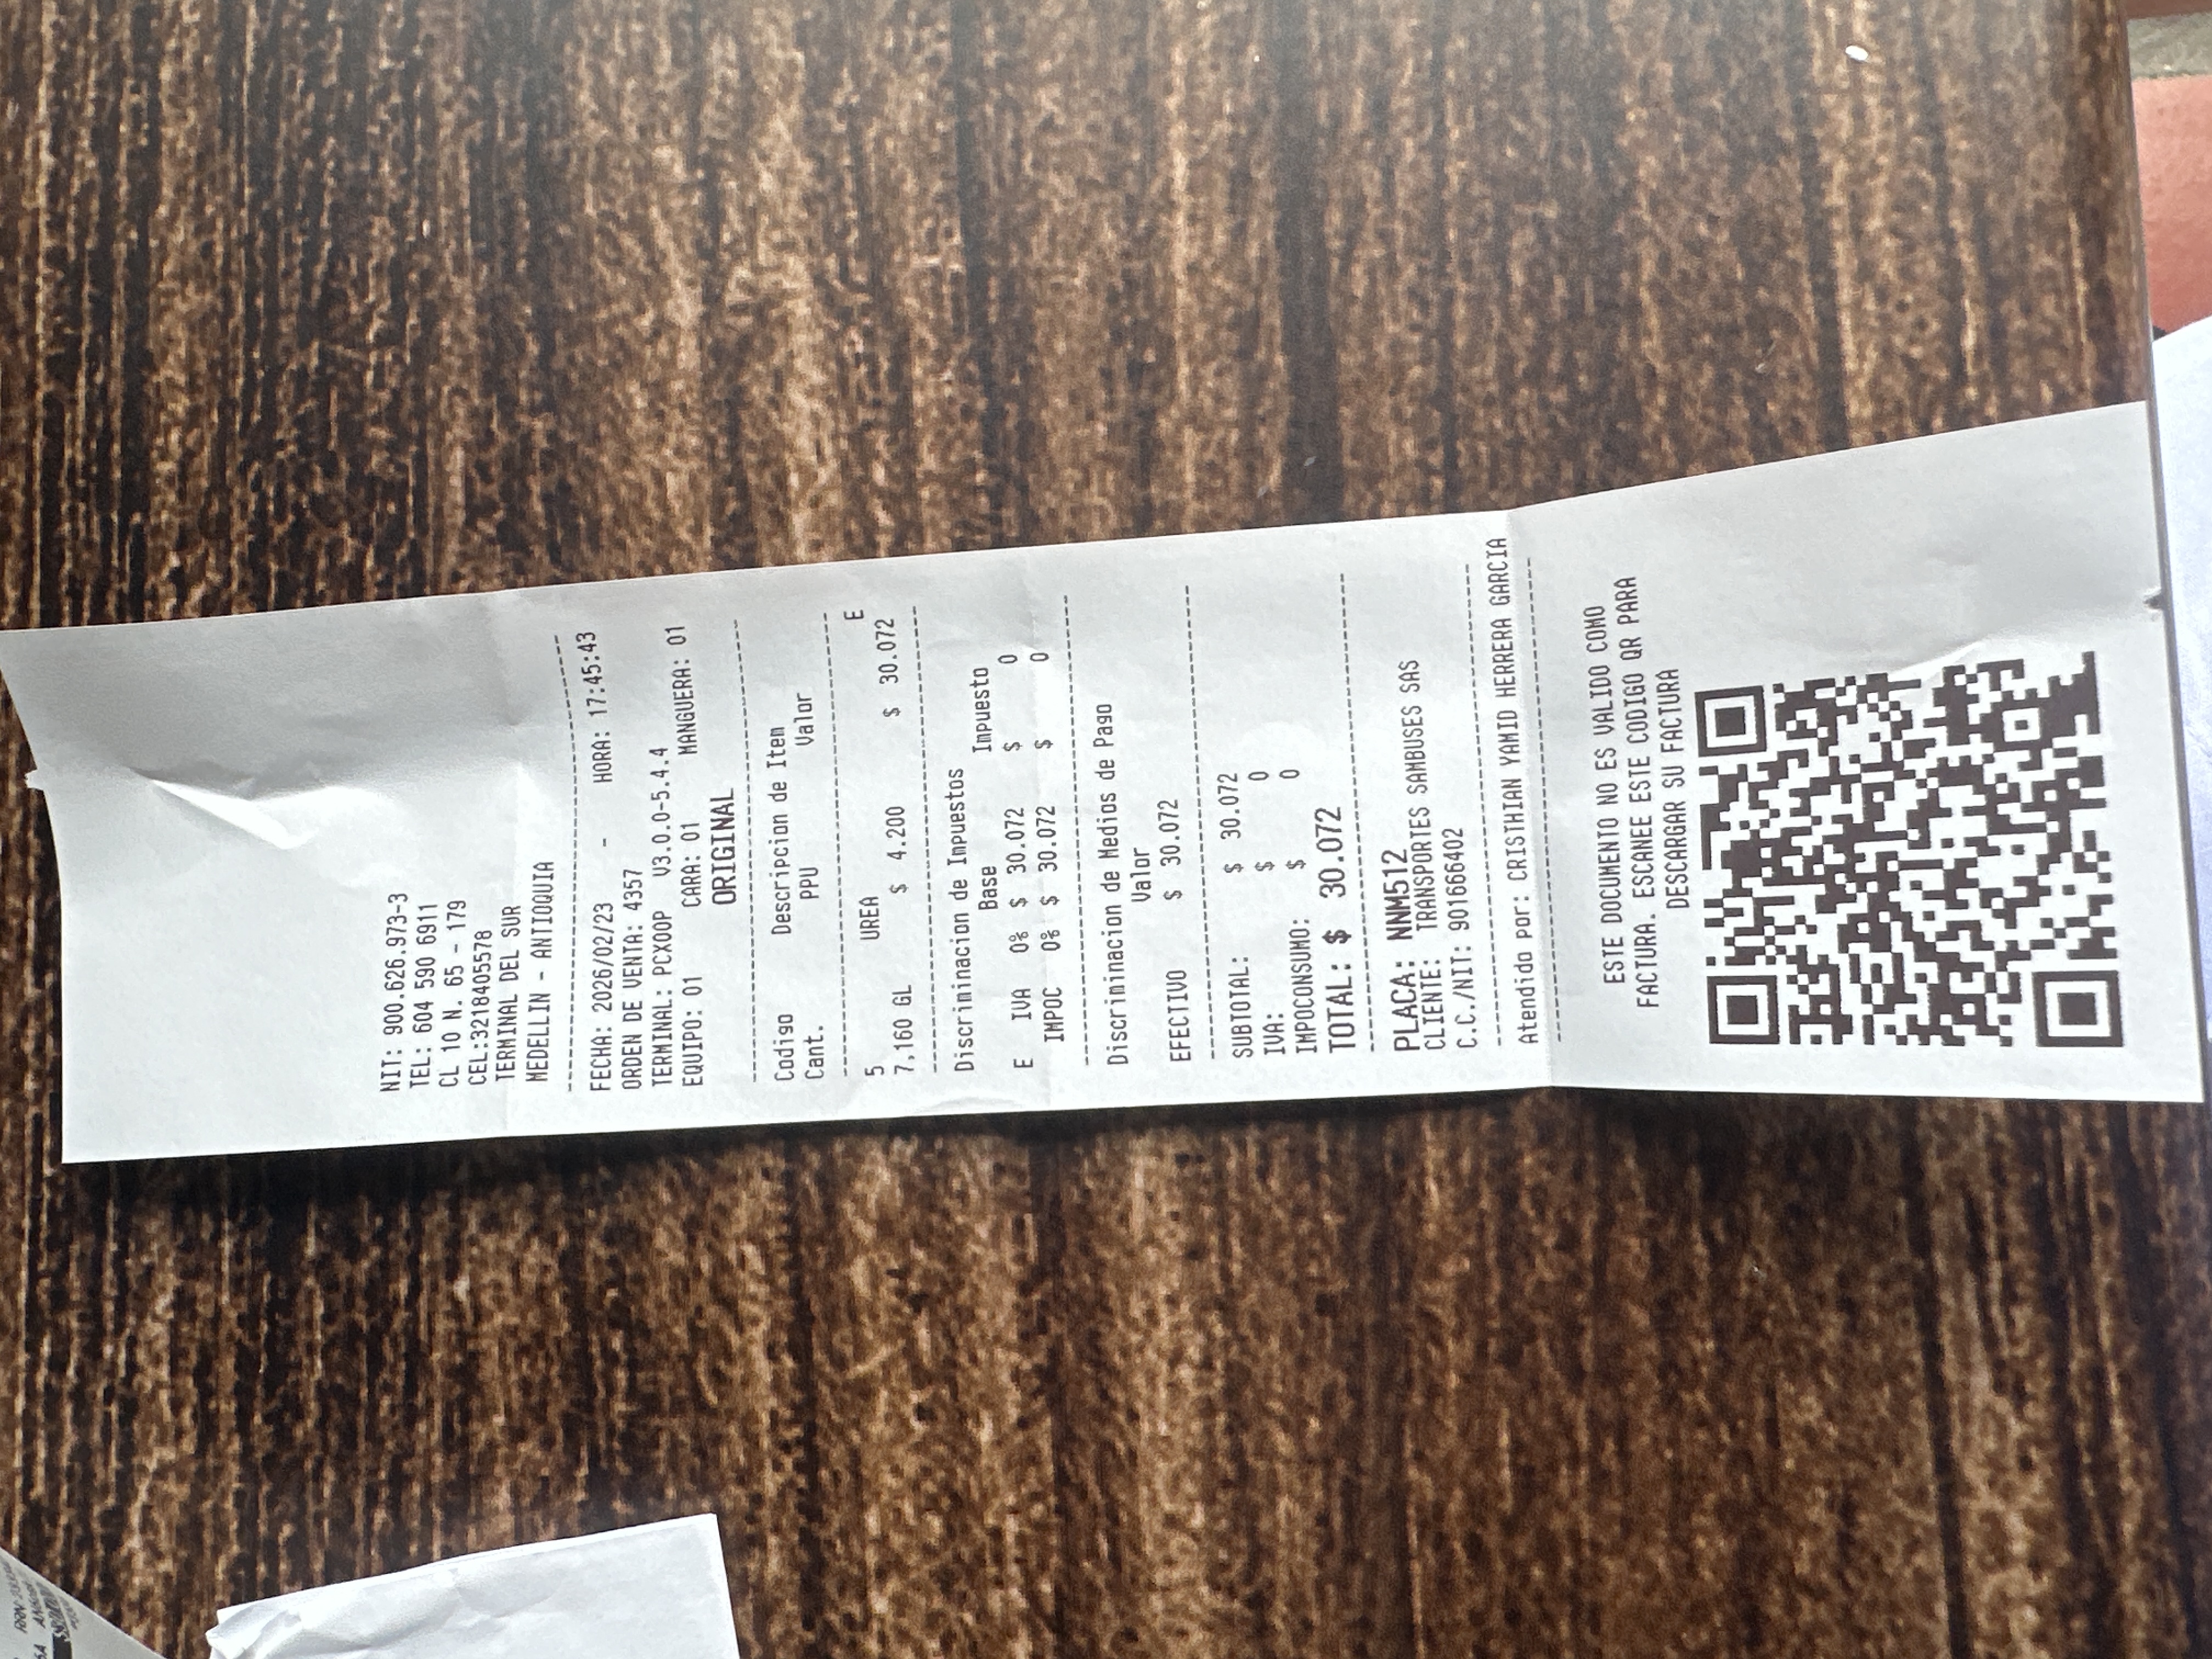 NIT: 900.626.973-3
TEL: 604 590 6911
CL 10 N. 65 - 179
CEL:3218405578
TERMINAL DEL SUR
MEDELLIN - ANTIOQUIA
FECHA: 2026/02/23 - HORA: 17:45:43
ORDEN DE VENTA: 4357
TERMINAL: PCX00P V3.0.0-5.4.4
EQUIPO: 01 CARA: 01 MANGUERA: 01
ORIGINAL
Codigo Descripcion de Item
Cant. PPU Valor
5 UREA E
7,160 GL $ 4.200 $ 30.072
Discriminacion de Impuestos
Base Impuesto
E IVA 0% $ 30.072 $ 0
IMPOC 0% $ 30.072 $ 0
Discriminacion de Medios de Pago
Valor
EFECTIVO $ 30.072
SUBTOTAL: $ 30.072
IVA: $ 0
IMPOCONSUMO: $ 0
TOTAL: $ 30.072
PLACA: NNM512
CLIENTE: TRANSPORTES SAMBUSES SAS
C.C./NIT: 901666402
Atendido por: CRISTHIAN YAMID HERRERA GARCIA
ESTE DOCUMENTO NO ES VALIDO COMO
FACTURA. ESCANEE ESTE CODIGO QR PARA
DESCARGAR SU FACTURA